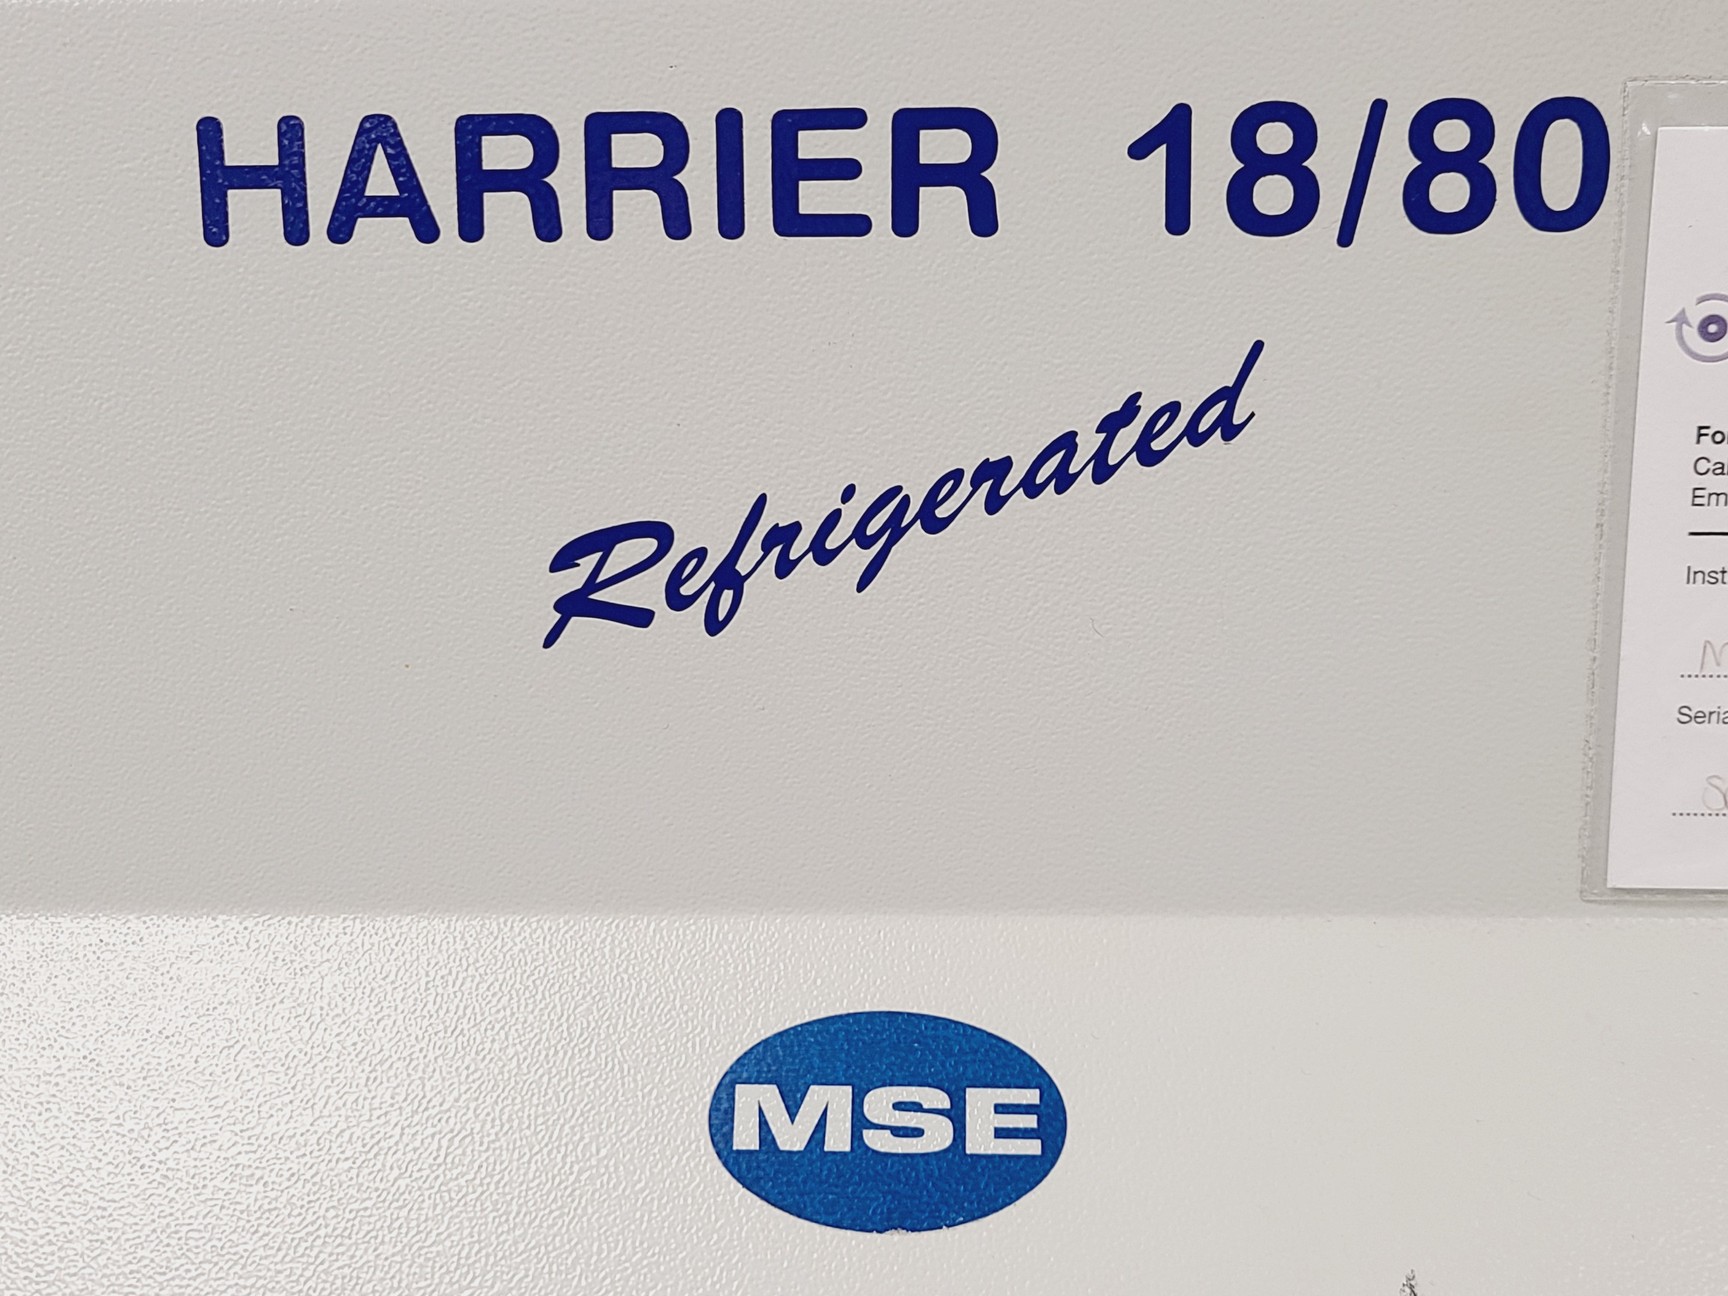 HARRIER 18/80
Refrigerated
MSE